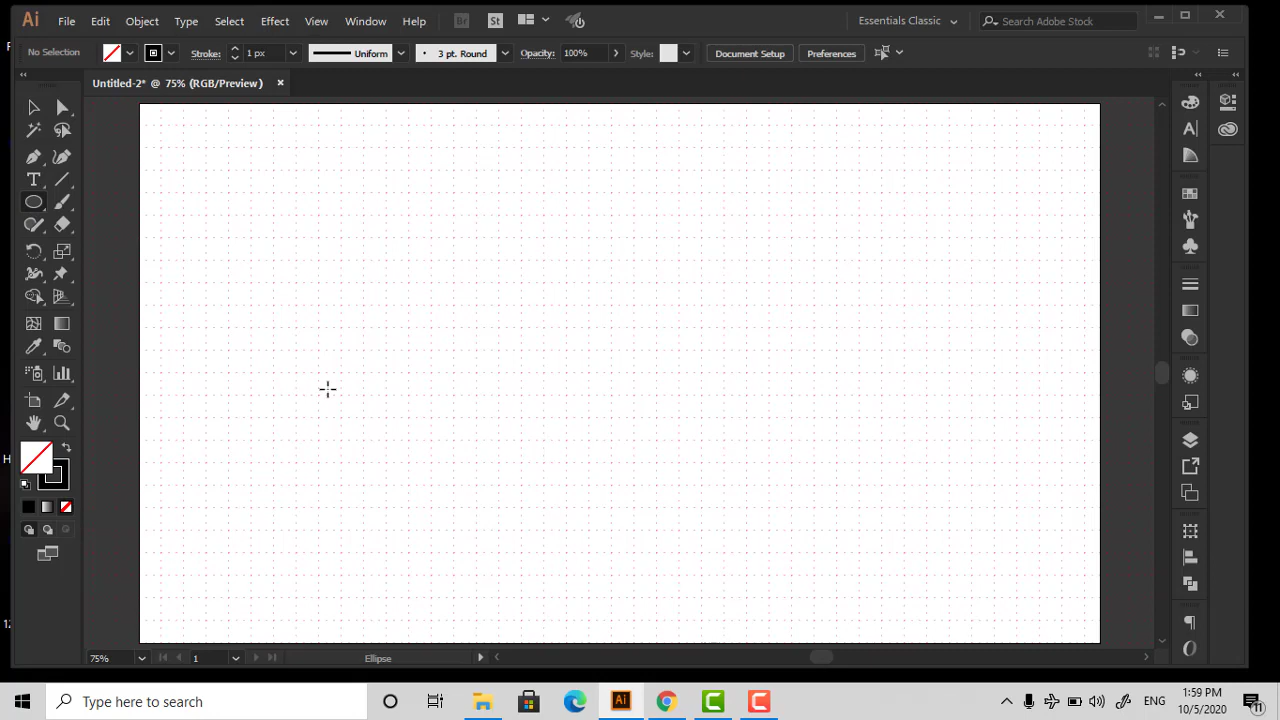 Ai File Edit Object Type Select Effect View Window Help Br St Essentials Classic Search Adobe Stock
No Selection Stroke: 1 px Uniform 3 pt. Round Opacity: 100% Style: Document Setup Preferences
Untitled-2* @ 75% (RGB/Preview) ×
75% 1 Ellipse
Type here to search Ai ENG 1:59 PM
10/5/2020 11